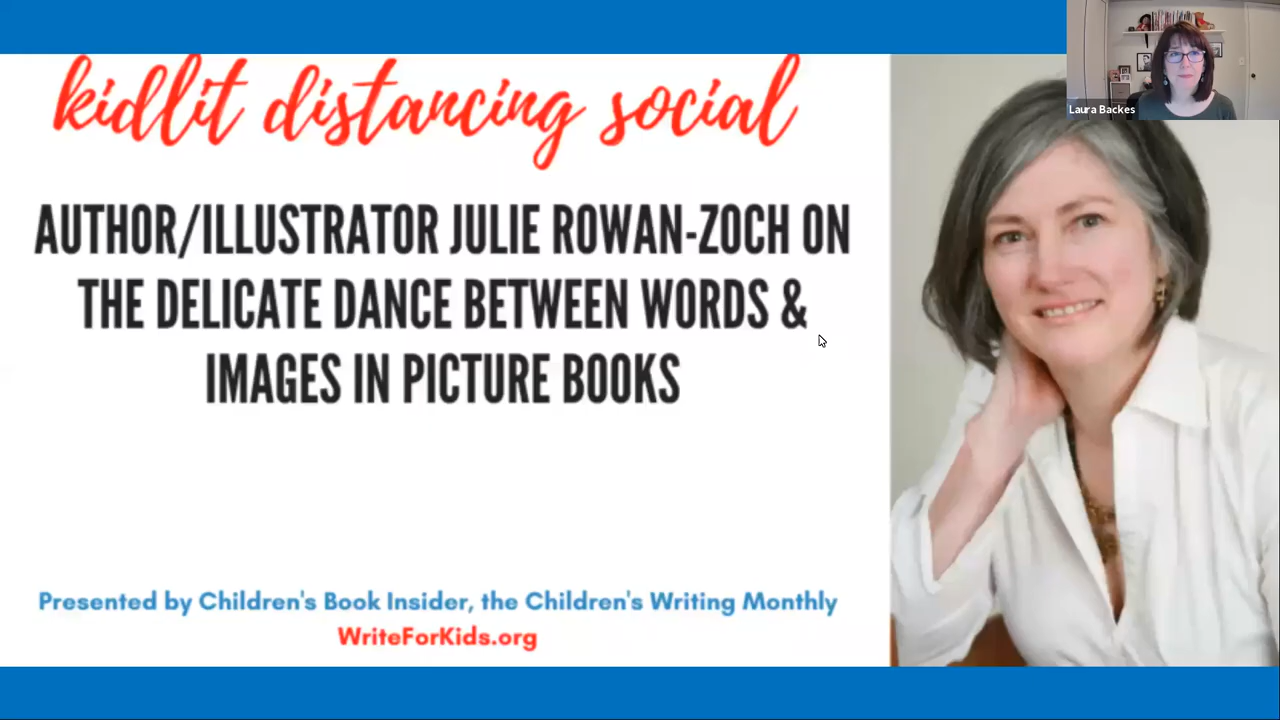 kidlit distancing social
AUTHOR/ILLUSTRATOR JULIE ROWAN-ZOCH ON
THE DELICATE DANCE BETWEEN WORDS &
IMAGES IN PICTURE BOOKS
Presented by Children's Book Insider, the Children's Writing Monthly
WriteForKids.org
Laura Backes